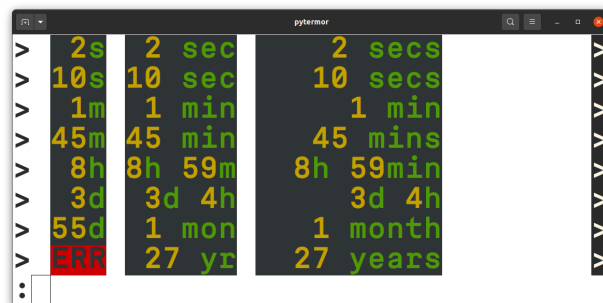 pytermor
> 2s 2 sec 2 secs >
> 10s 10 sec 10 secs >
> 1m 1 min 1 min >
> 45m 45 min 45 mins >
> 8h 8h 59m 8h 59min >
> 3d 3d 4h 3d 4h >
> 55d 1 mon 1 month >
> ERR 27 yr 27 years >
: